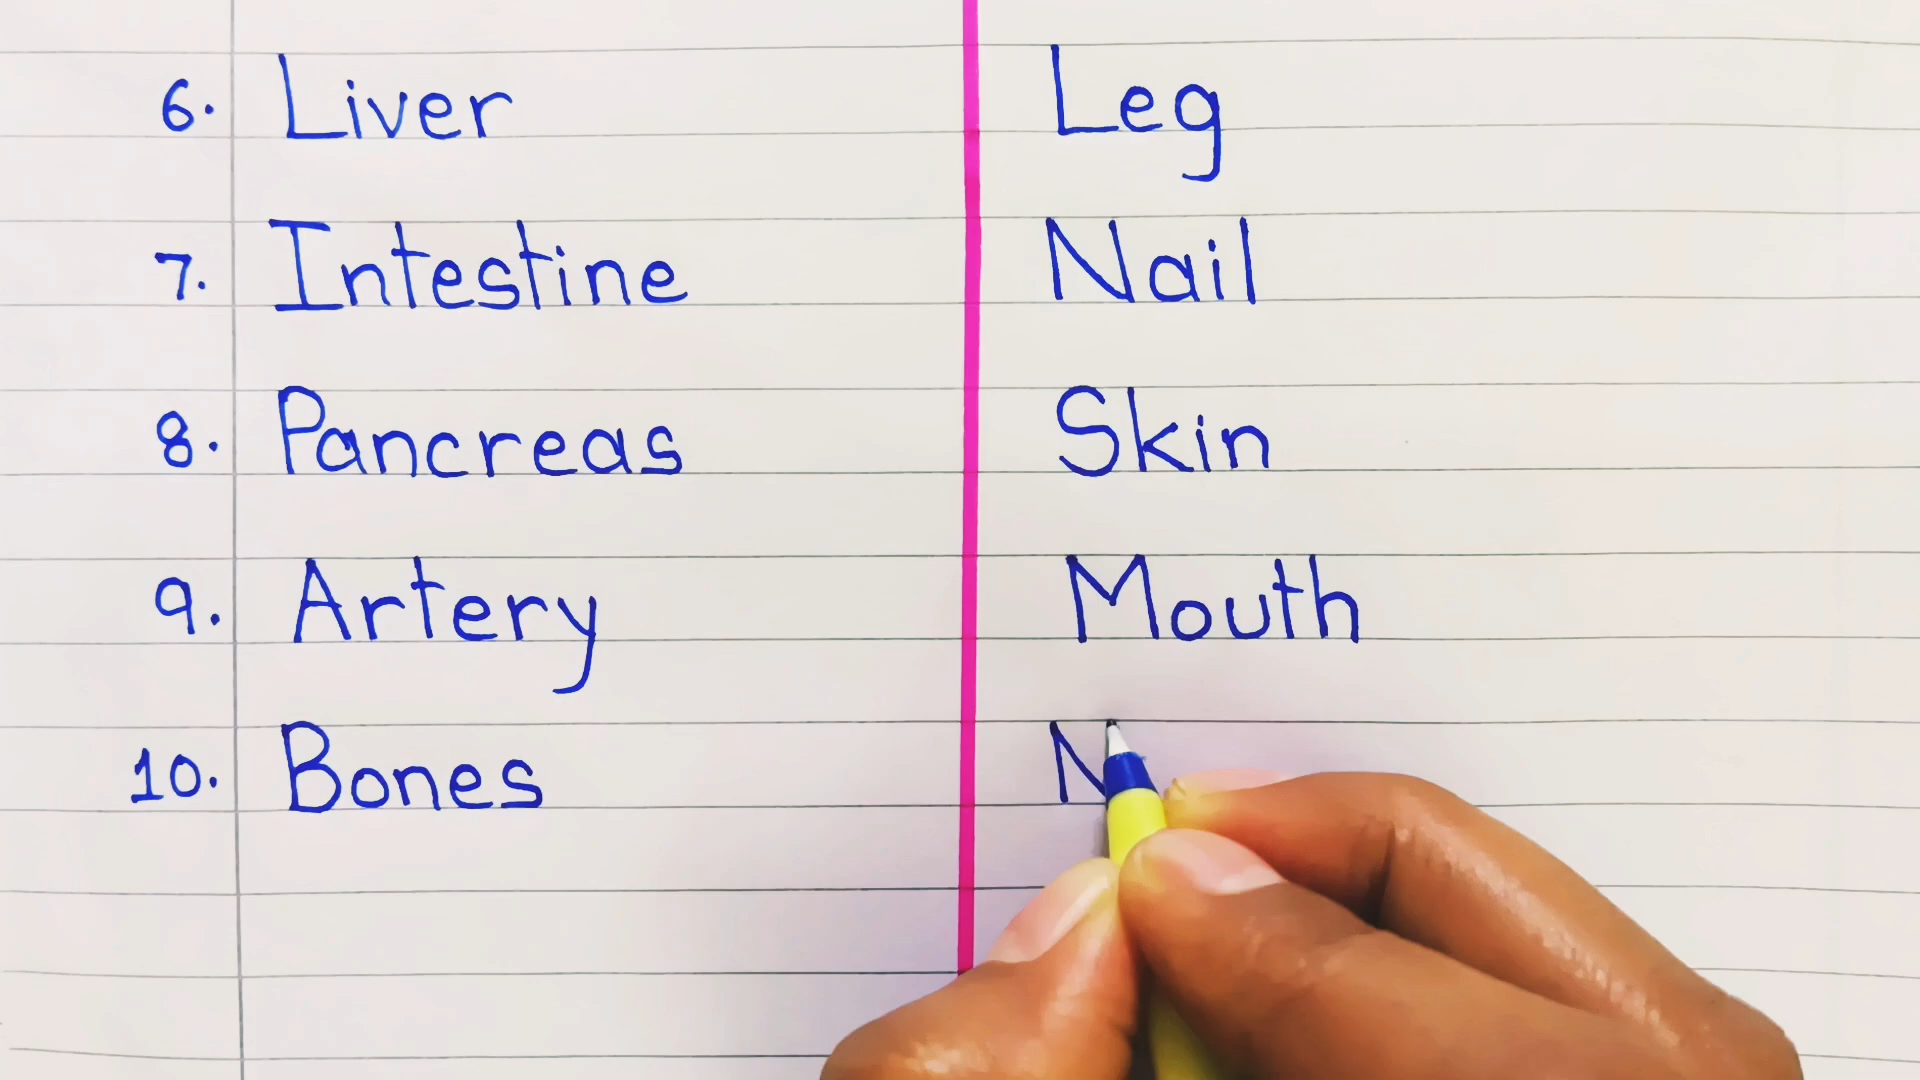 6. Liver Leg
7. Intestine Nail
8. Pancreas Skin
9. Artery Mouth
10. Bones N